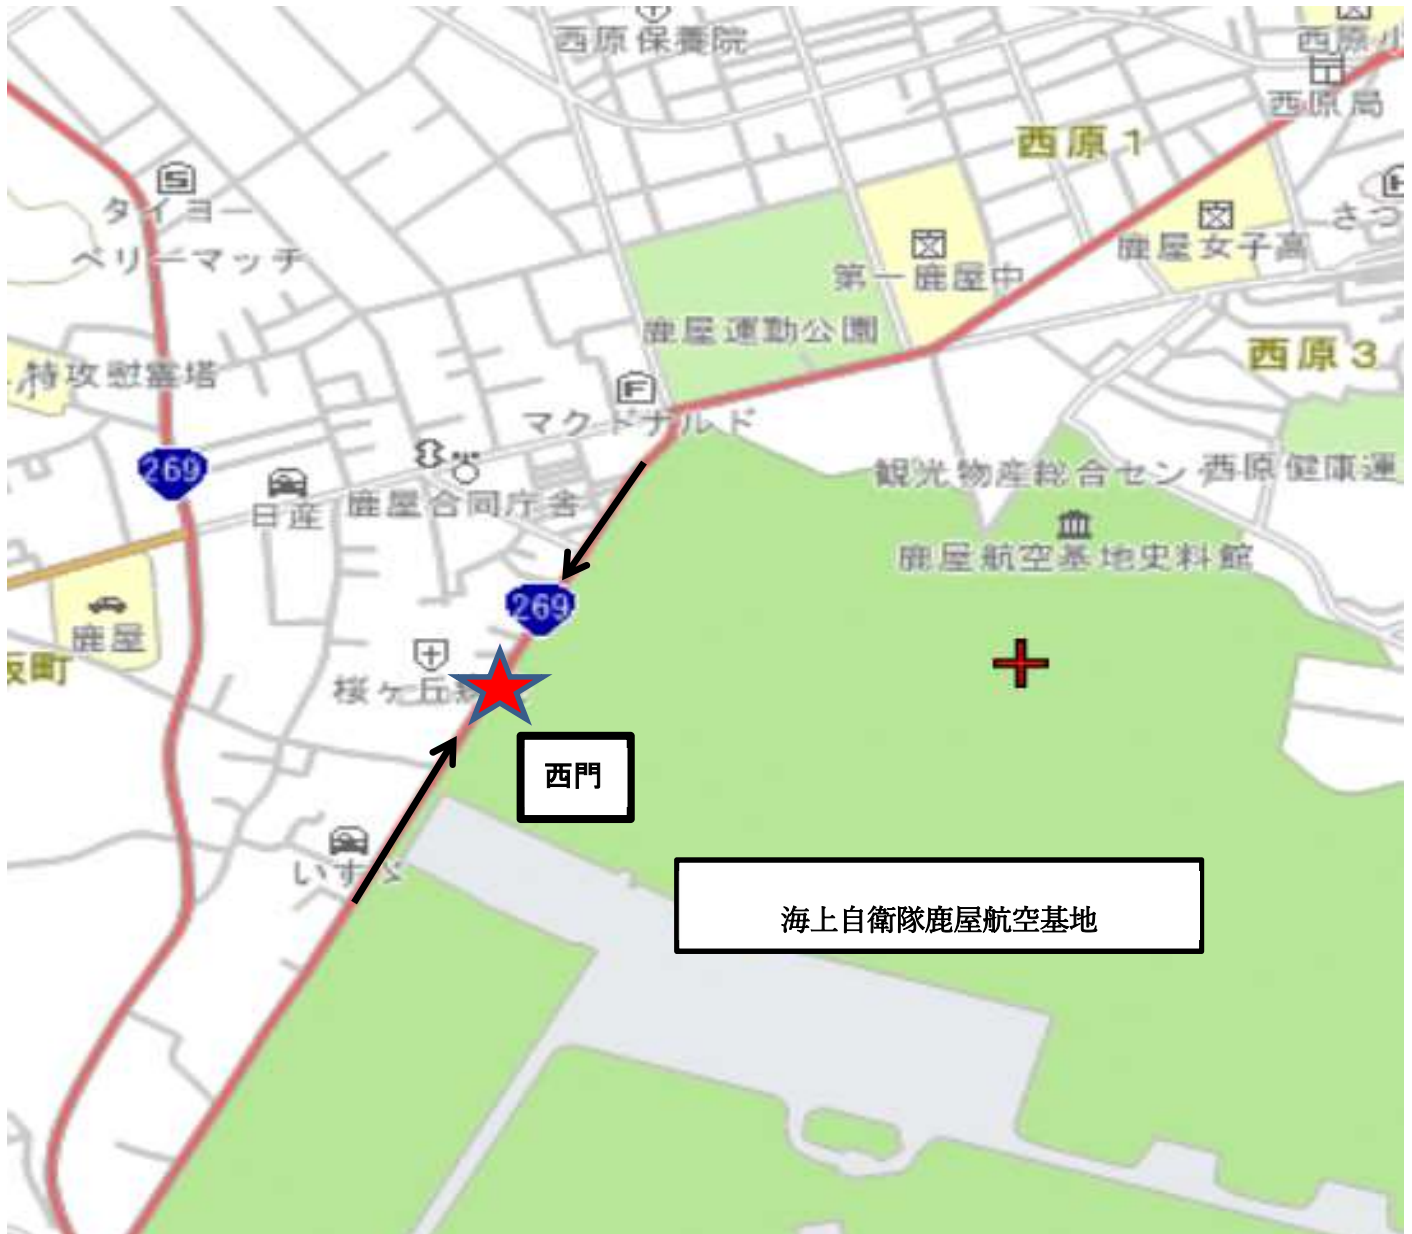 西原保養院
西原小
西原局
西原1
タイヨー
ベリーマッチ
鹿屋女子高
さつ
第一鹿屋中
鹿屋運動公園
西原3
特攻慰霊塔
F
マクドナルド
269
観光物産総合セン
西原健康運
日産
鹿屋合同庁舎
鹿屋航空基地史料館
269
鹿屋
桜ヶ丘
西門
いすゞ
海上自衛隊鹿屋航空基地